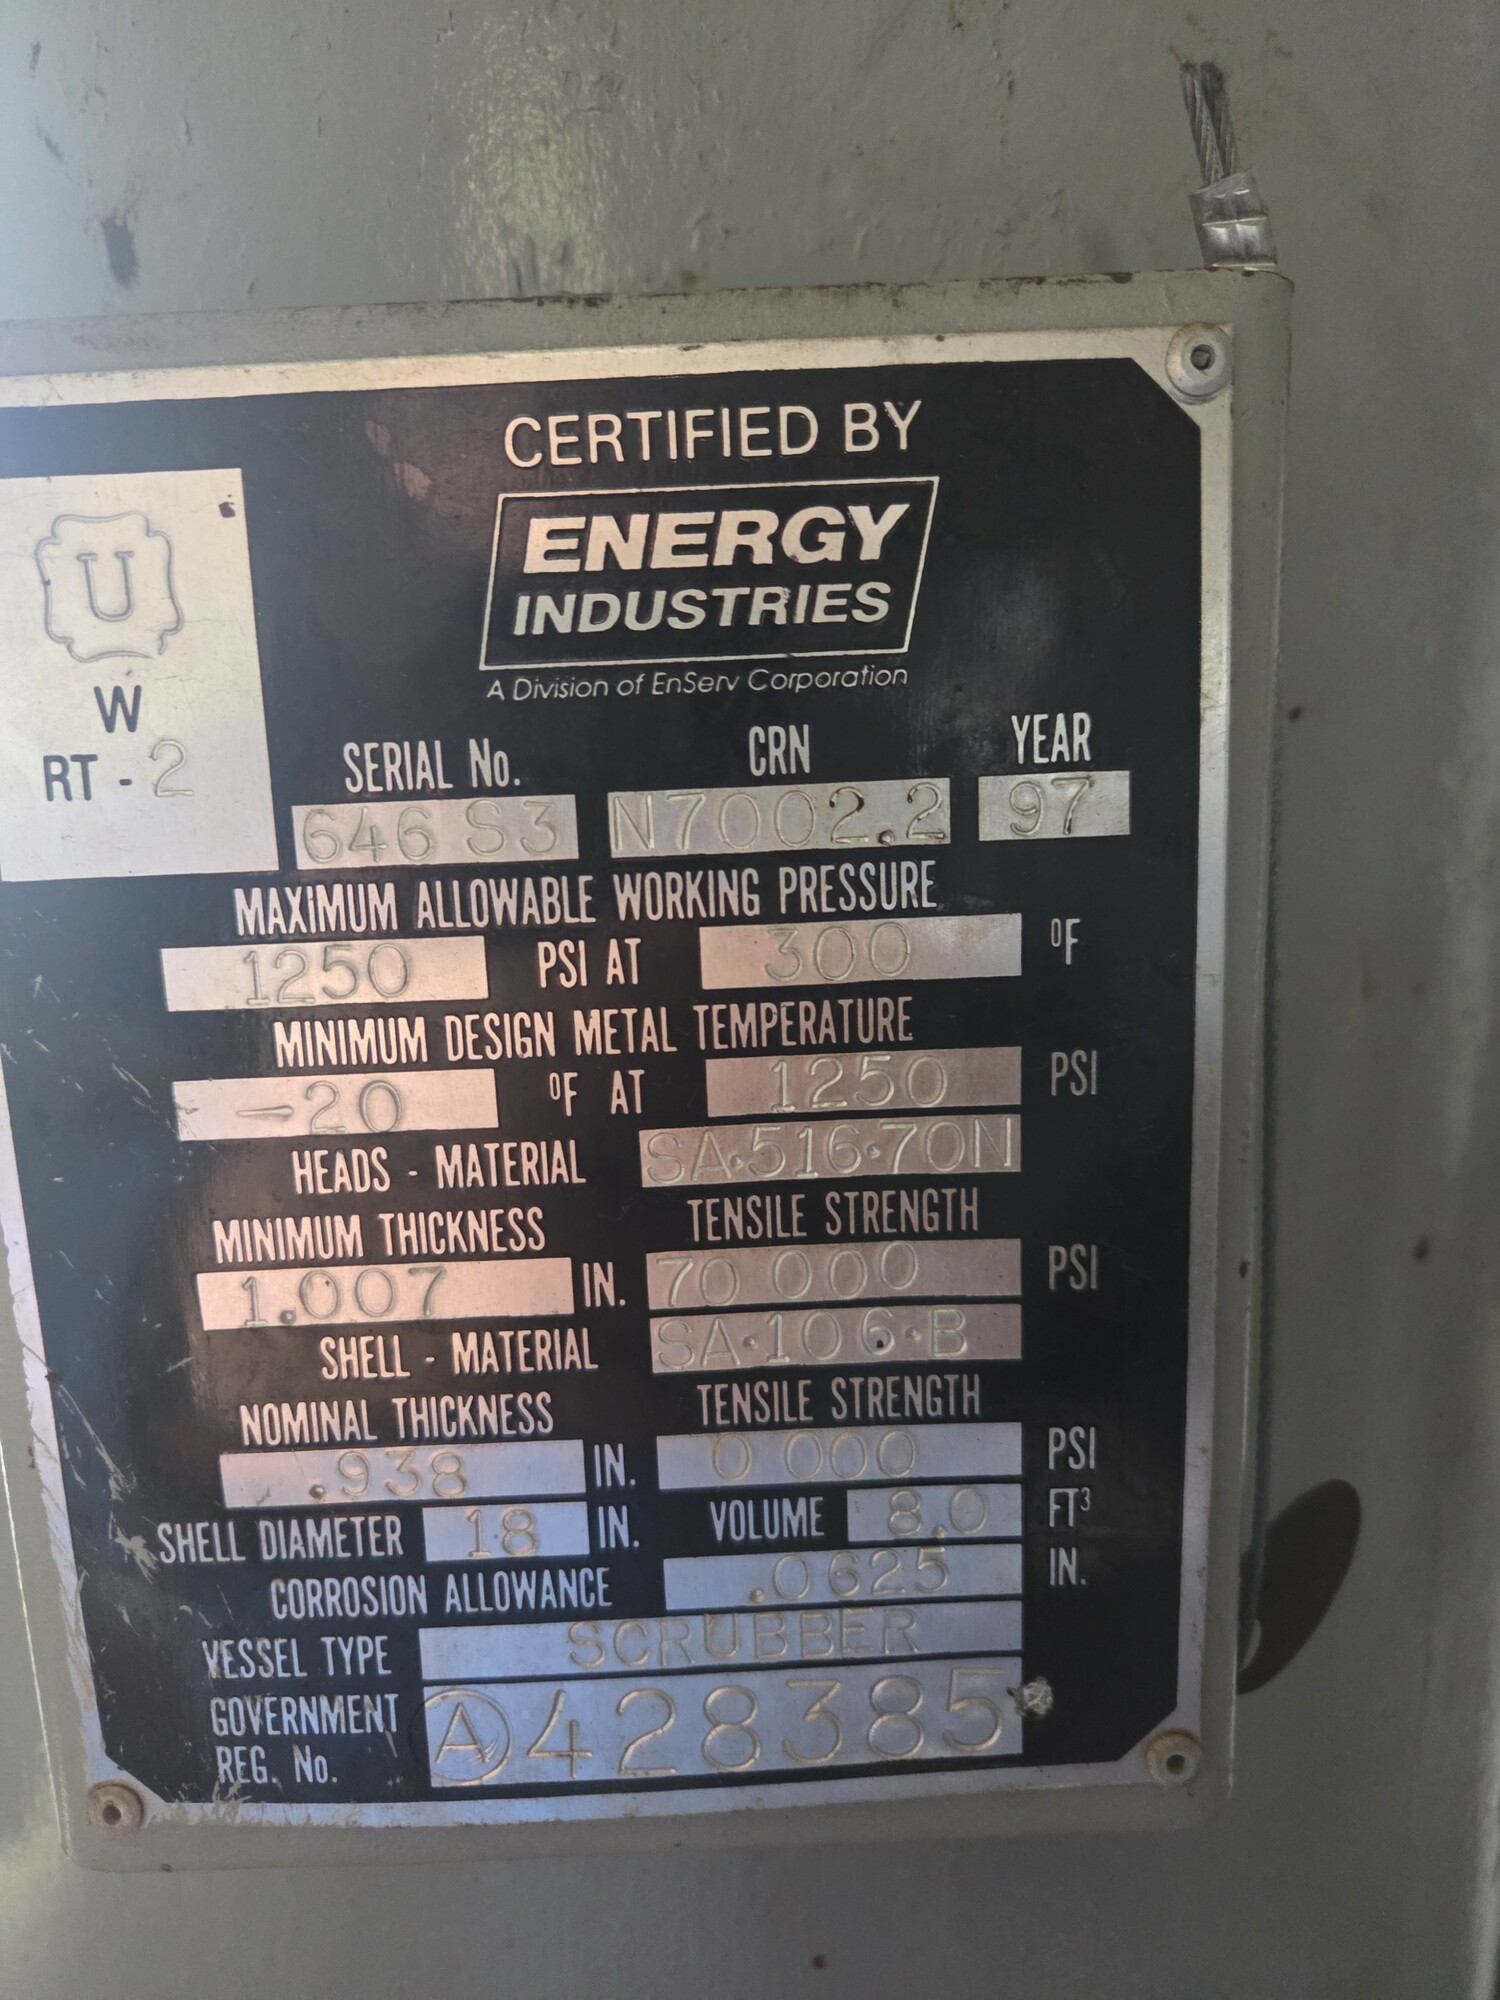 CERTIFIED BY
ENERGY
INDUSTRIES
A Division of EnServ Corporation
U
W
RT - 2
SERIAL No. CRN YEAR
646 S3 N7002.2 97
MAXIMUM ALLOWABLE WORKING PRESSURE
1250 PSI AT 300 ºF
MINIMUM DESIGN METAL TEMPERATURE
-20 ºF AT 1250 PSI
HEADS - MATERIAL SA·516·70N
MINIMUM THICKNESS TENSILE STRENGTH
1.007 IN. 70 000 PSI
SHELL - MATERIAL SA·106·B
NOMINAL THICKNESS TENSILE STRENGTH
.938 IN. 0 000 PSI
SHELL DIAMETER 18 IN. VOLUME 8.0 FT³
CORROSION ALLOWANCE .0625 IN.
VESSEL TYPE SCRUBBER
GOVERNMENT
REG. No. A 428385